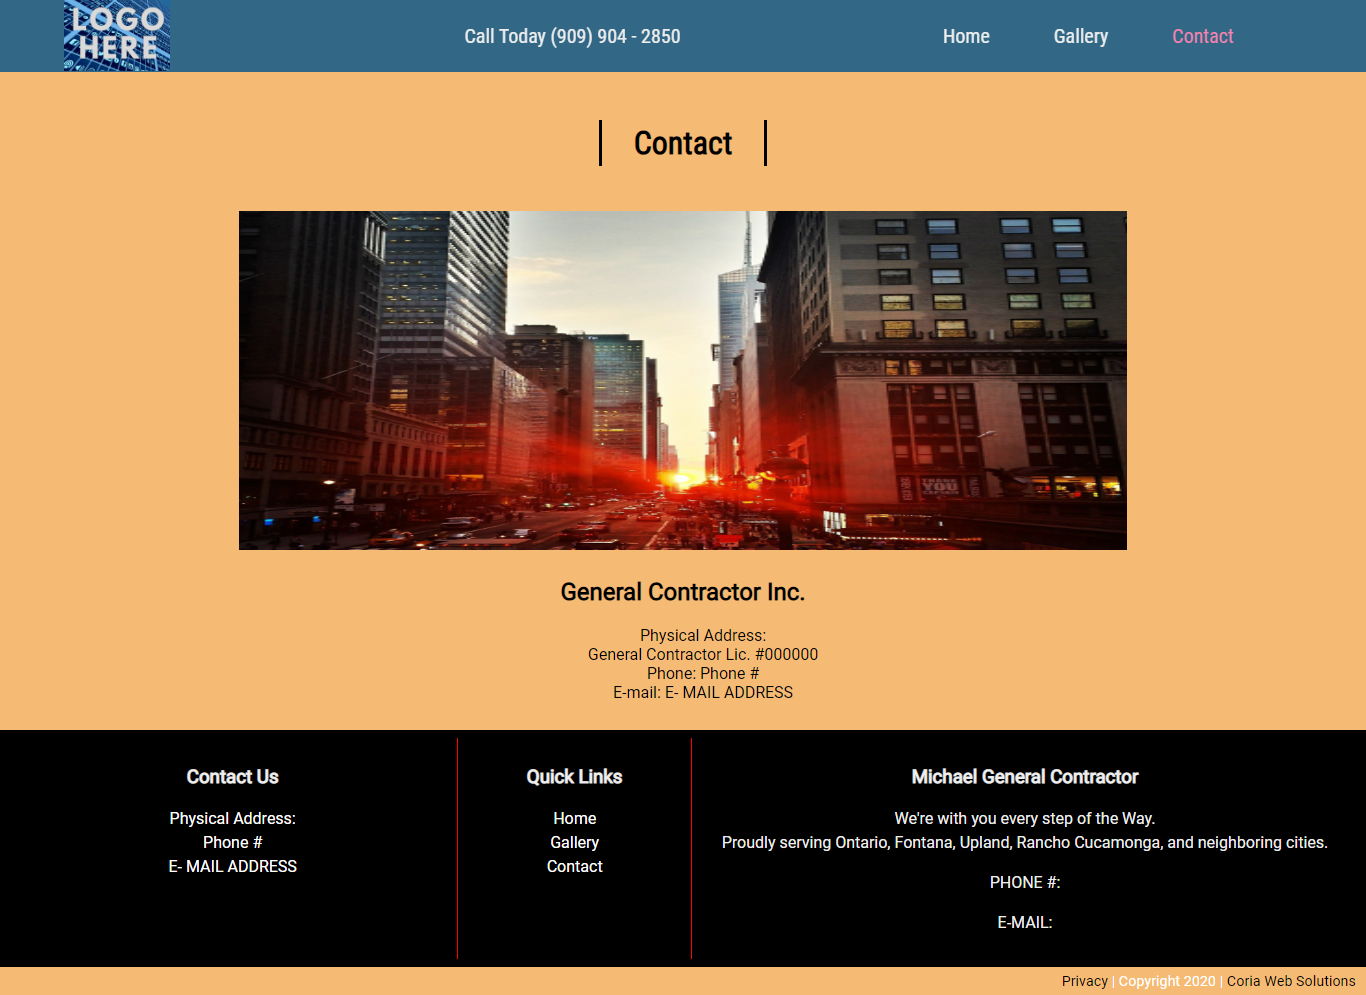 LOGO
HERE
Call Today (909) 904 - 2850
Home
Gallery
Contact
Contact
THANK
YOU
General Contractor Inc.
Physical Address:
General Contractor Lic. #000000
Phone: Phone #
E-mail: E- MAIL ADDRESS
Contact Us
Physical Address:
Phone #
E- MAIL ADDRESS
Quick Links
Home
Gallery
Contact
Michael General Contractor
We're with you every step of the Way.
Proudly serving Ontario, Fontana, Upland, Rancho Cucamonga, and neighboring cities.
PHONE #:
E-MAIL:
Privacy | Copyright 2020 | Coria Web Solutions